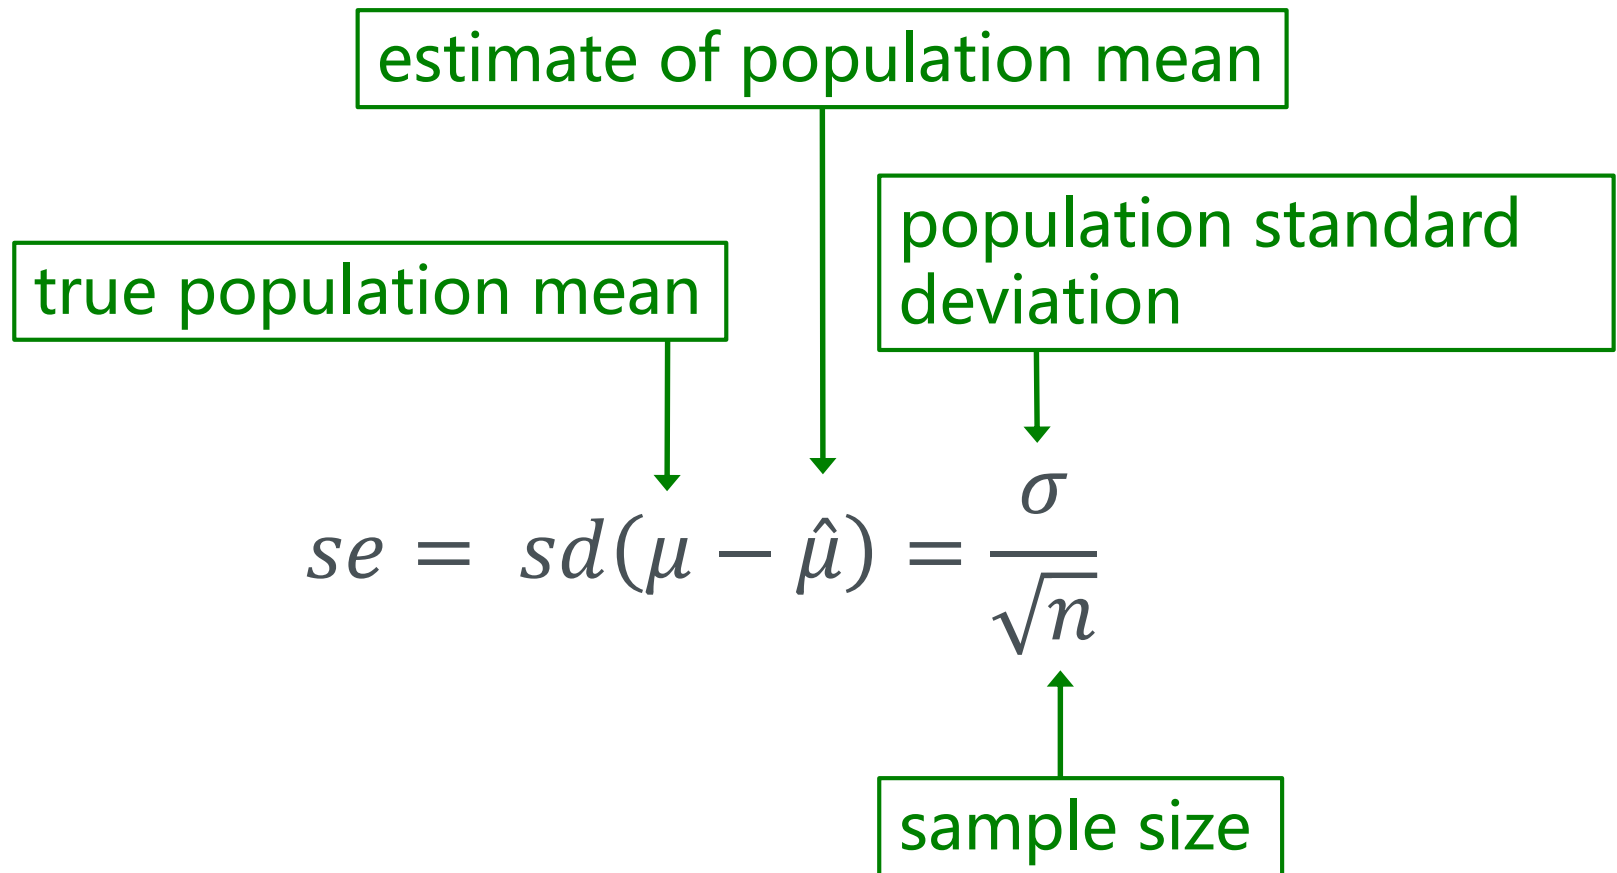 estimate of population mean
population standard
deviation
true population mean
se = sd(μ − μ̂) = σ/√n
sample size